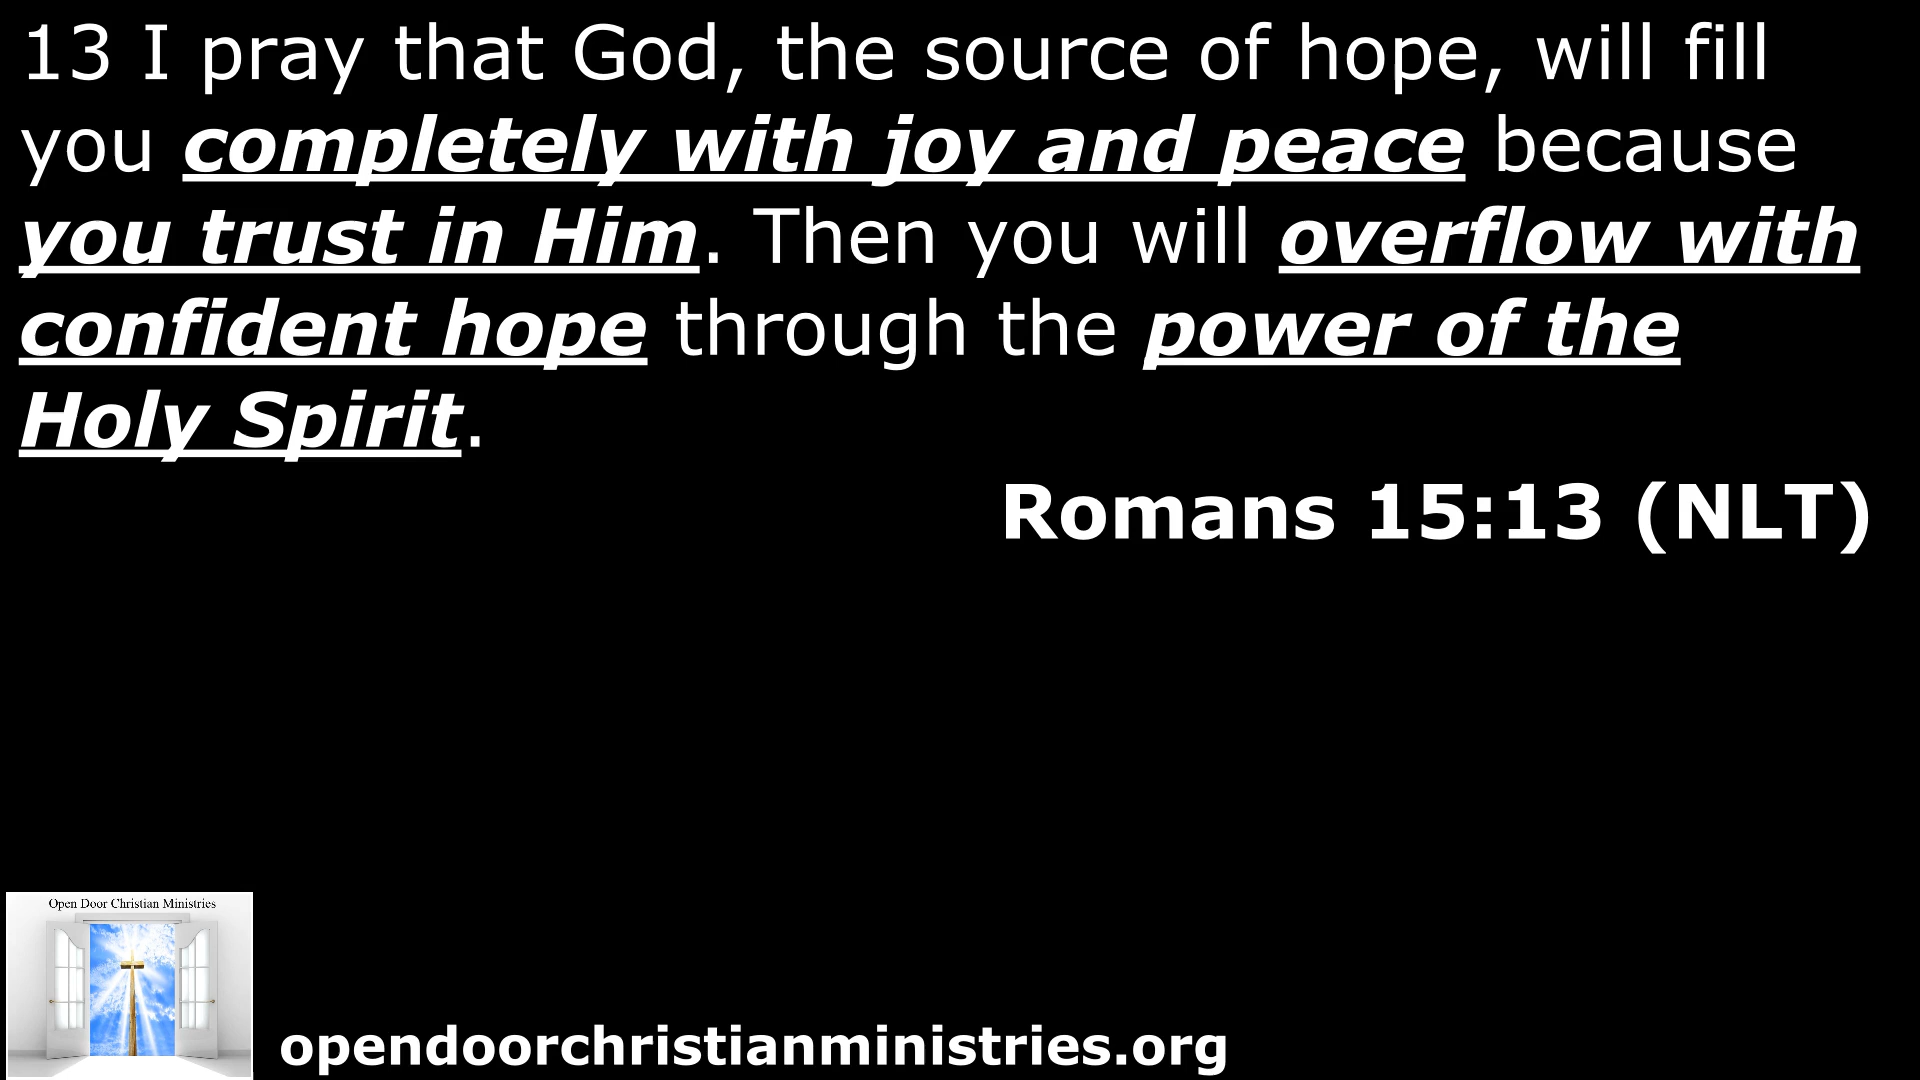 13 I pray that God, the source of hope, will fill
you completely with joy and peace because
you trust in Him. Then you will overflow with
confident hope through the power of the
Holy Spirit.
Romans 15:13 (NLT)
Open Door Christian Ministries
opendoorchristianministries.org